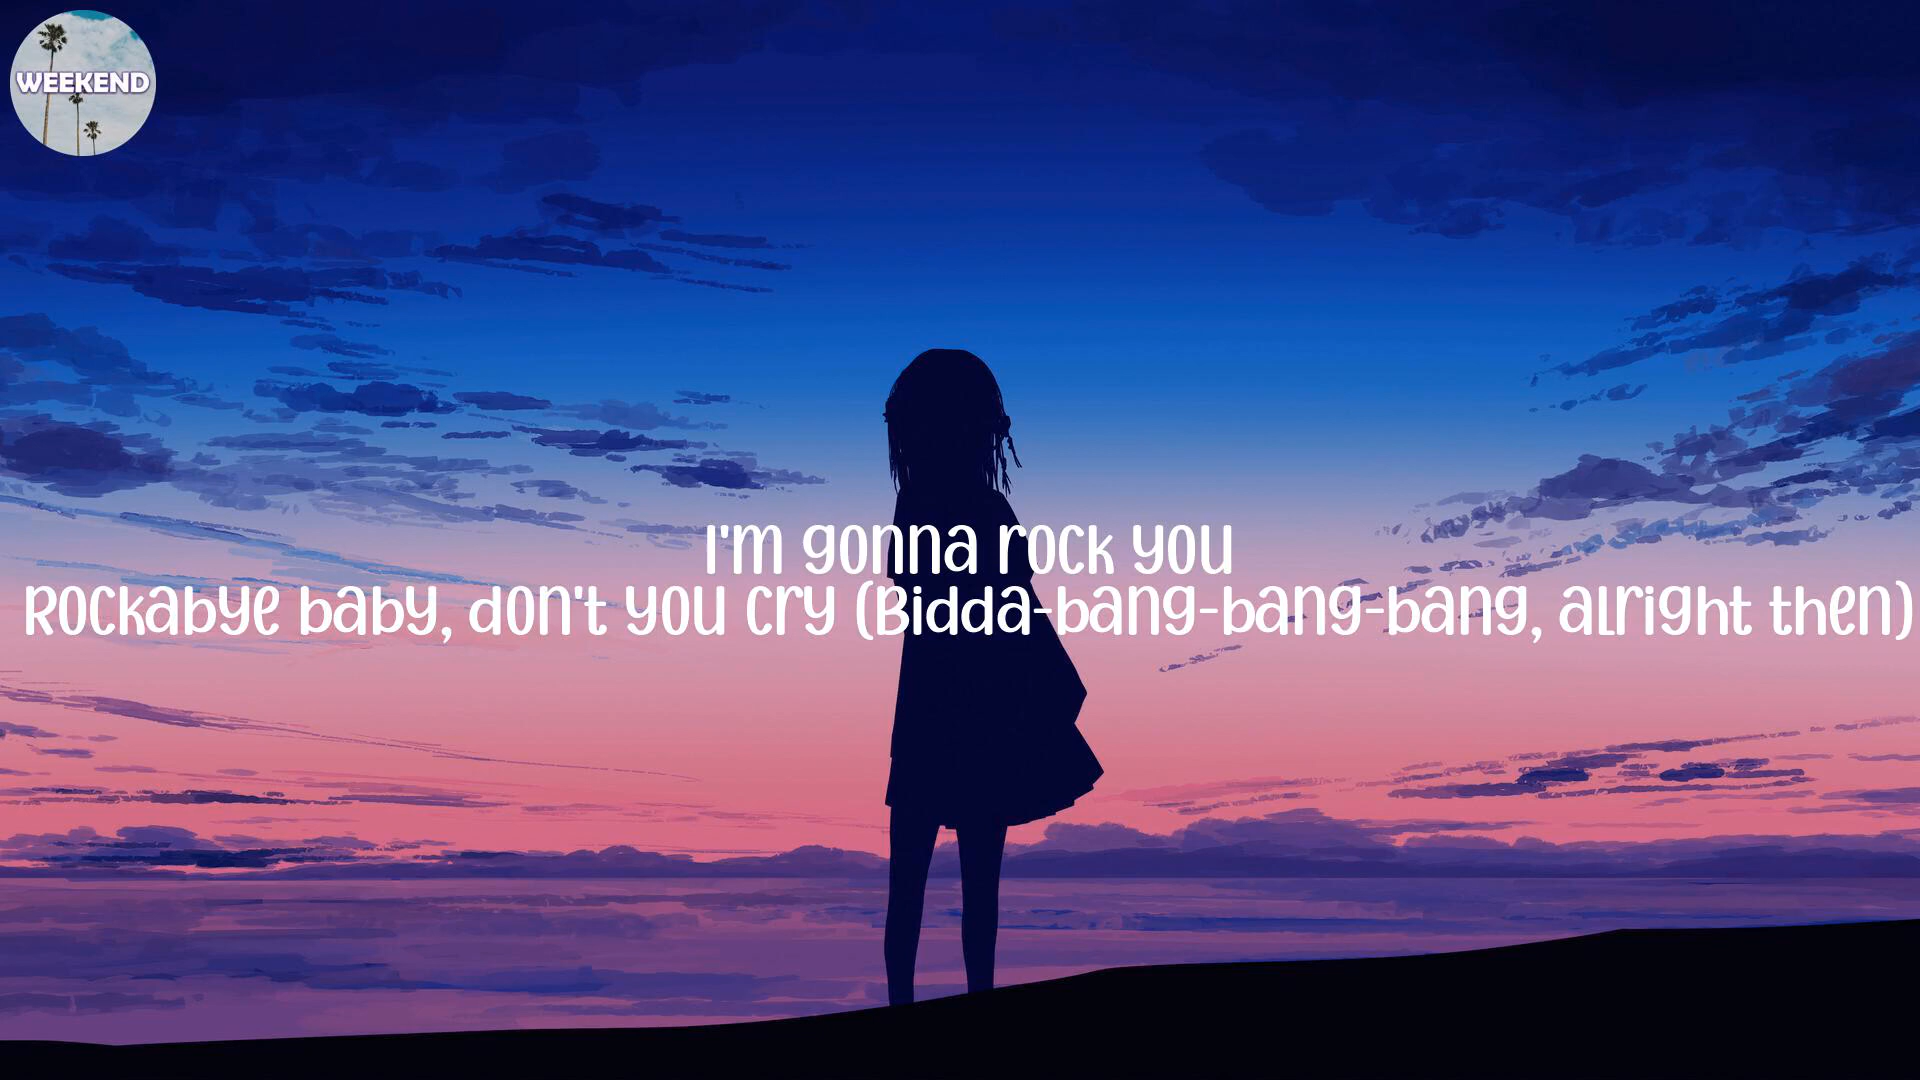 WEEKEND
I'm gonna rock you
Rockabye baby, don't you cry (Bidda-bang-bang-bang, alright then)